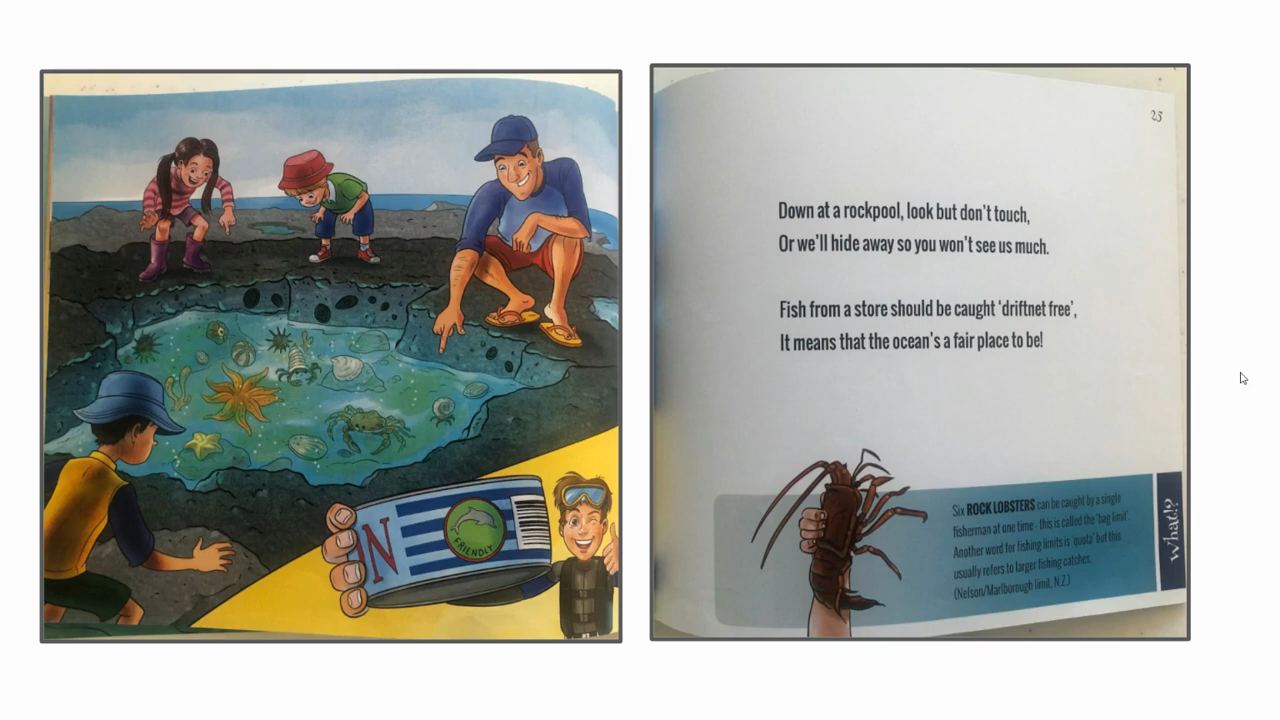 N
FRIENDLY
23
Down at a rockpool, look but don't touch,
Or we'll hide away so you won't see us much.
Fish from a store should be caught 'driftnet free',
It means that the ocean's a fair place to be!
Six ROCK LOBSTERS can be caught by a single
fisherman at one time - this is called the 'bag limit'.
Another word for fishing limits is 'quota' but this
usually refers to larger fishing catches.
(Nelson/Marlborough limit, N.Z.)
What!?